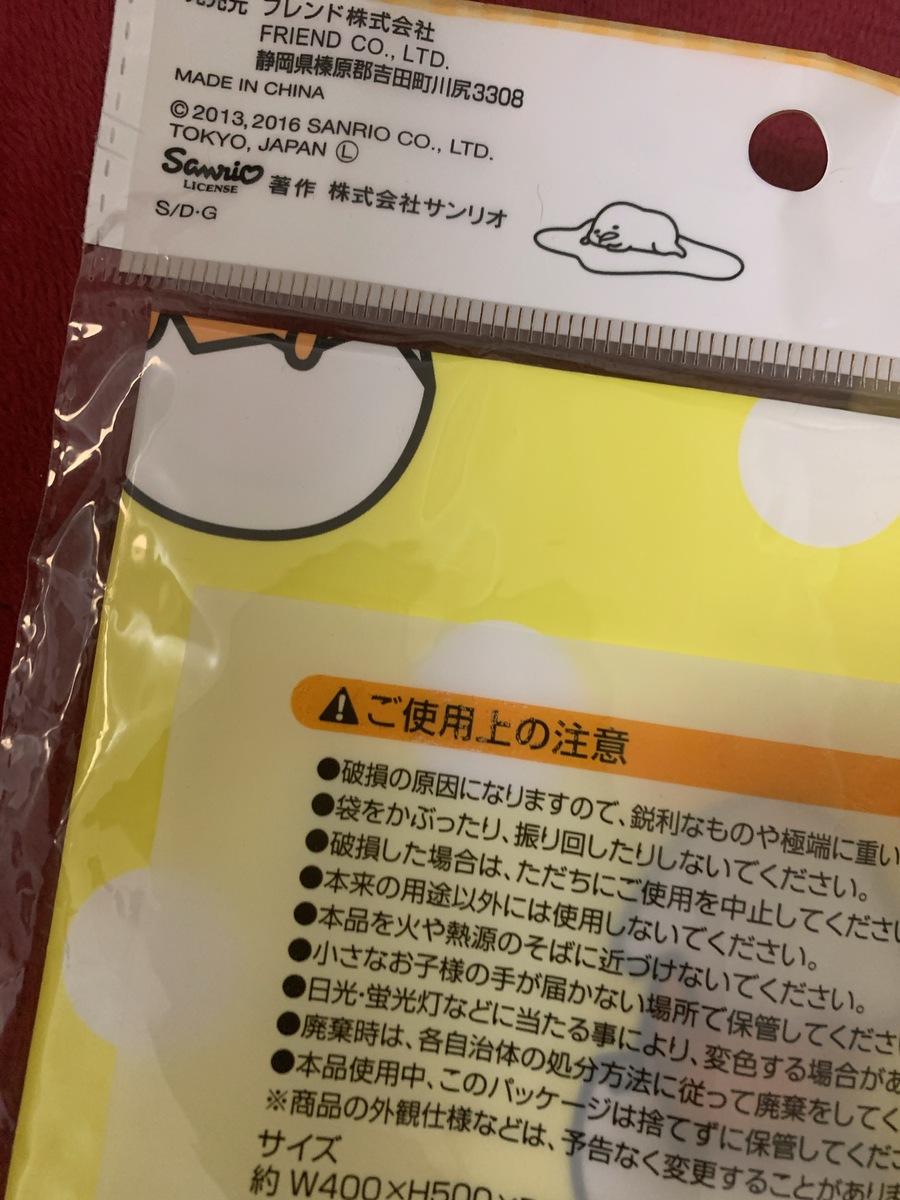 発売元 フレンド株式会社
FRIEND CO., LTD.
静岡県榛原郡吉田町川尻3308
MADE IN CHINA
©2013, 2016 SANRIO CO., LTD.
TOKYO, JAPAN Ⓛ
Sanrio
LICENSE
著作 株式会社サンリオ
S/D·G
ご使用上の注意
●破損の原因になりますので、鋭利なものや極端に重い
●袋をかぶったり、振り回したりしないでください。
●破損した場合は、ただちにご使用を中止してください
●本来の用途以外には使用しないでください。
●本品を火や熱源のそばに近づけないでください。
●小さなお子様の手が届かない場所で保管してくださ
●日光・蛍光灯などに当たる事により、変色する場合があ
●廃棄時は、各自治体の処分方法に従って廃棄をしてく
●本品使用中、このパッケージは捨てずに保管してくだ
※商品の外観仕様などは、予告なく変更することがありま
サイズ
約 W400×H500×